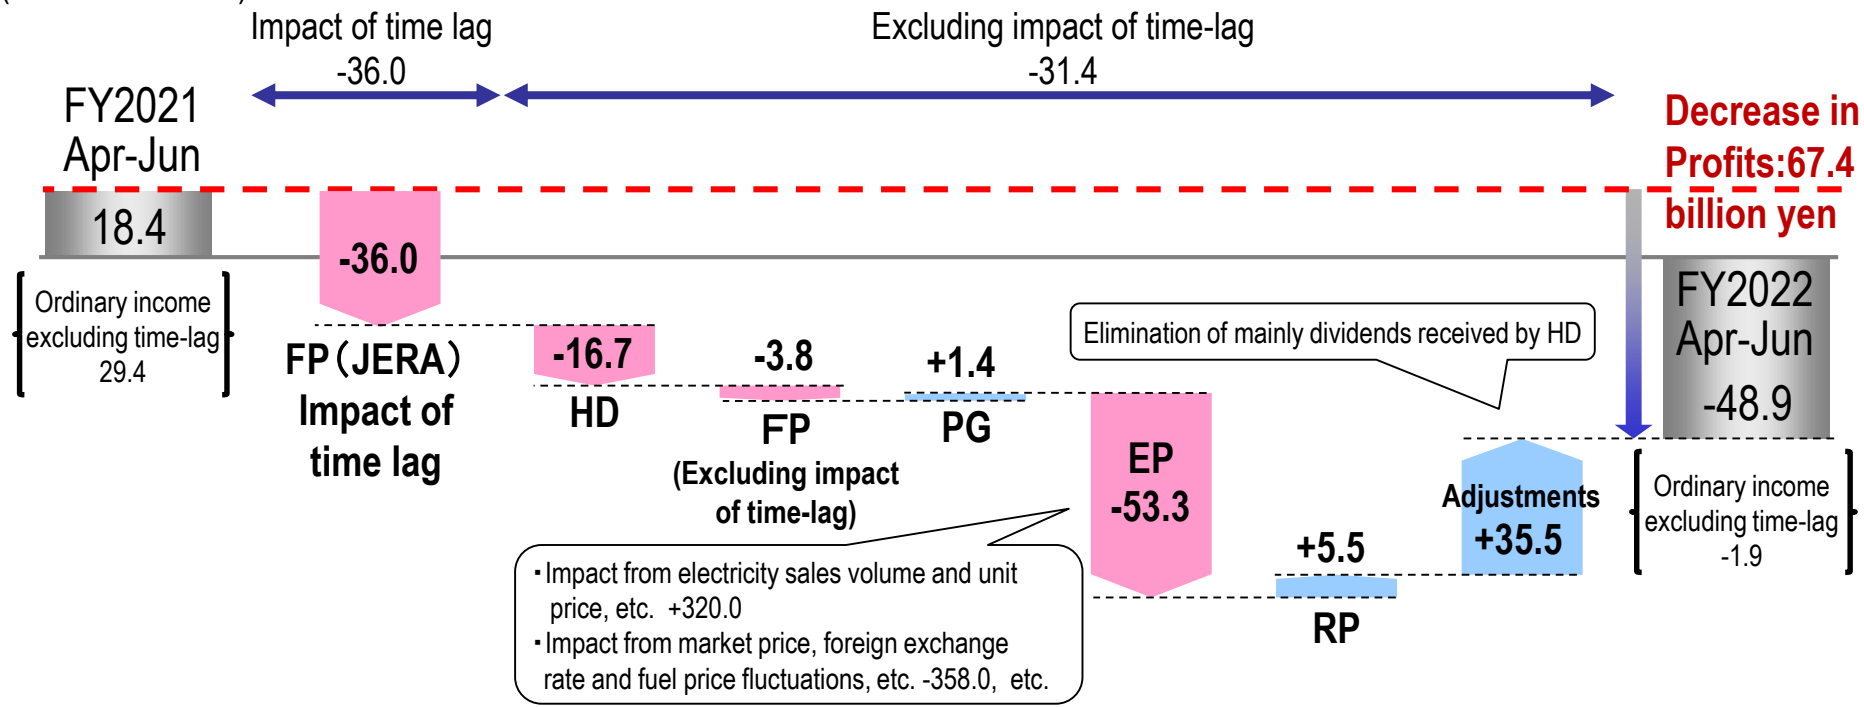 Impact of time lag
-36.0
Excluding impact of time-lag
-31.4
FY2021
Apr-Jun
18.4
Ordinary income
excluding time-lag
29.4
-36.0
FP（JERA）
Impact of
time lag
-16.7
HD
-3.8
FP
(Excluding impact
of time-lag)
+1.4
PG
EP
-53.3
・Impact from electricity sales volume and unit
price, etc.  +320.0
・Impact from market price, foreign exchange
rate and fuel price fluctuations, etc. -358.0,  etc.
+5.5
RP
Elimination of mainly dividends received by HD
Adjustments
+35.5
Decrease in
Profits:67.4
billion yen
FY2022
Apr-Jun
-48.9
Ordinary income
excluding time-lag
-1.9